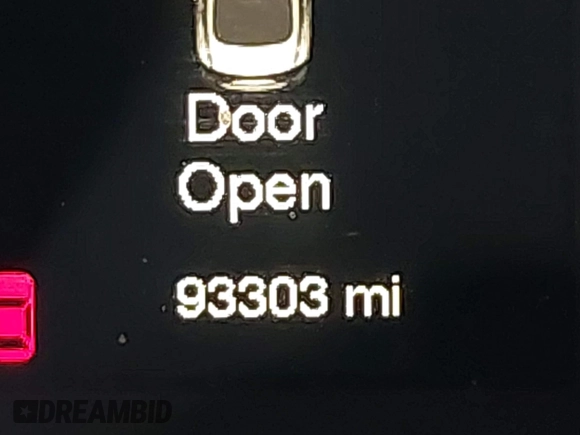 Door
Open
93303 mi
DREAMBID